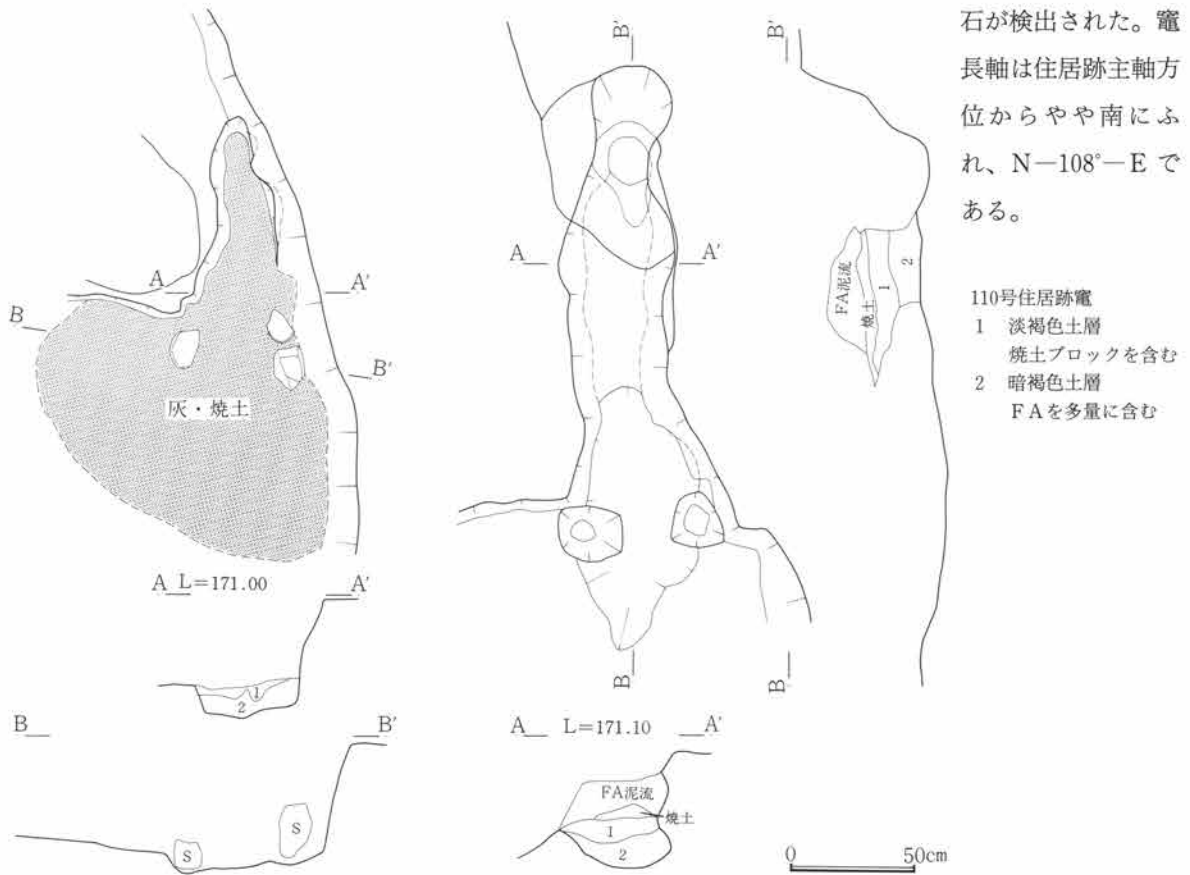 石が検出された。竈
長軸は住居跡主軸方
位からやや南にふ
れ、N—108°—E で
ある。
110号住居跡竈
1 淡褐色土層
焼土ブロックを含む
2 暗褐色土層
FAを多量に含む
A
A'
B
B'
灰・焼土
A L=171.00
A'
1
2
B
B'
S
S
B'
A
A'
B
B'
FA泥流
焼土
1
2
B
A L=171.10 A'
FA泥流
焼土
1
2
0 50cm